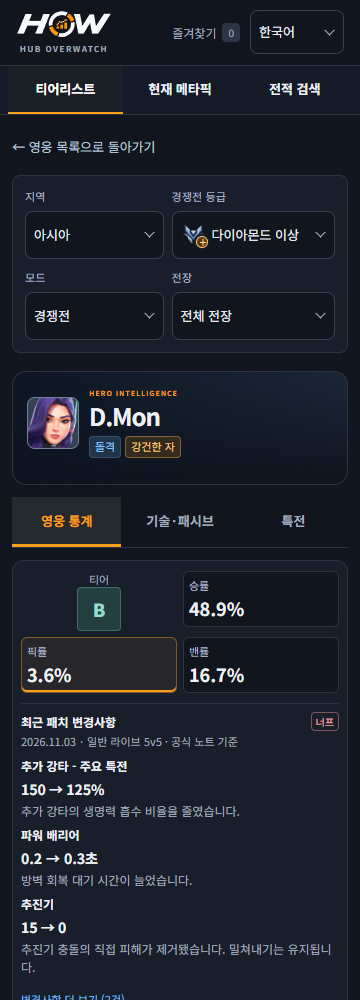 HOW
HUB OVERWATCH
즐겨찾기 0
한국어
티어리스트 현재 메타픽 전적 검색
← 영웅 목록으로 돌아가기
지역 경쟁전 등급
아시아 다이아몬드 이상
모드 전장
경쟁전 전체 전장
HERO INTELLIGENCE
D.Mon
돌격 강건한 자
영웅 통계 기술·패시브 특전
티어
B
승률
48.9%
픽률
3.6%
밴률
16.7%
최근 패치 변경사항 너프
2026.11.03 · 일반 라이브 5v5 · 공식 노트 기준
추가 강타 - 주요 특전
150 → 125%
추가 강타의 생명력 흡수 비율을 줄였습니다.
파워 배리어
0.2 → 0.3초
방벽 회복 대기 시간이 늘었습니다.
추진기
15 → 0
추진기 충돌의 직접 피해가 제거됐습니다. 밀쳐내기는 유지됩니
다.
변경사항 더 보기 (2건)